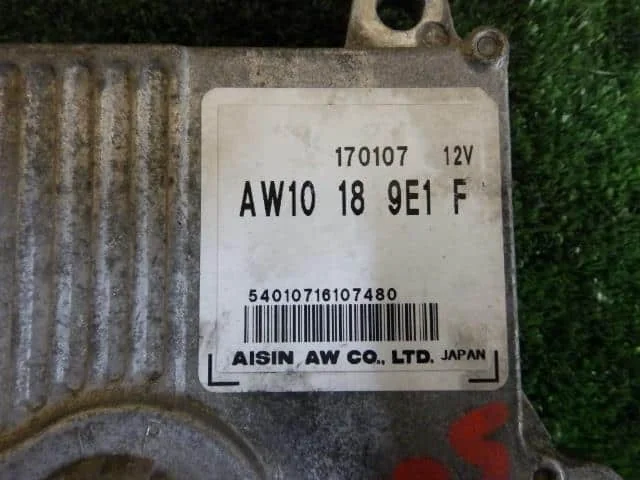 170107 12V
AW10 18 9E1 F
54010716107480
AISIN AW CO., LTD. JAPAN